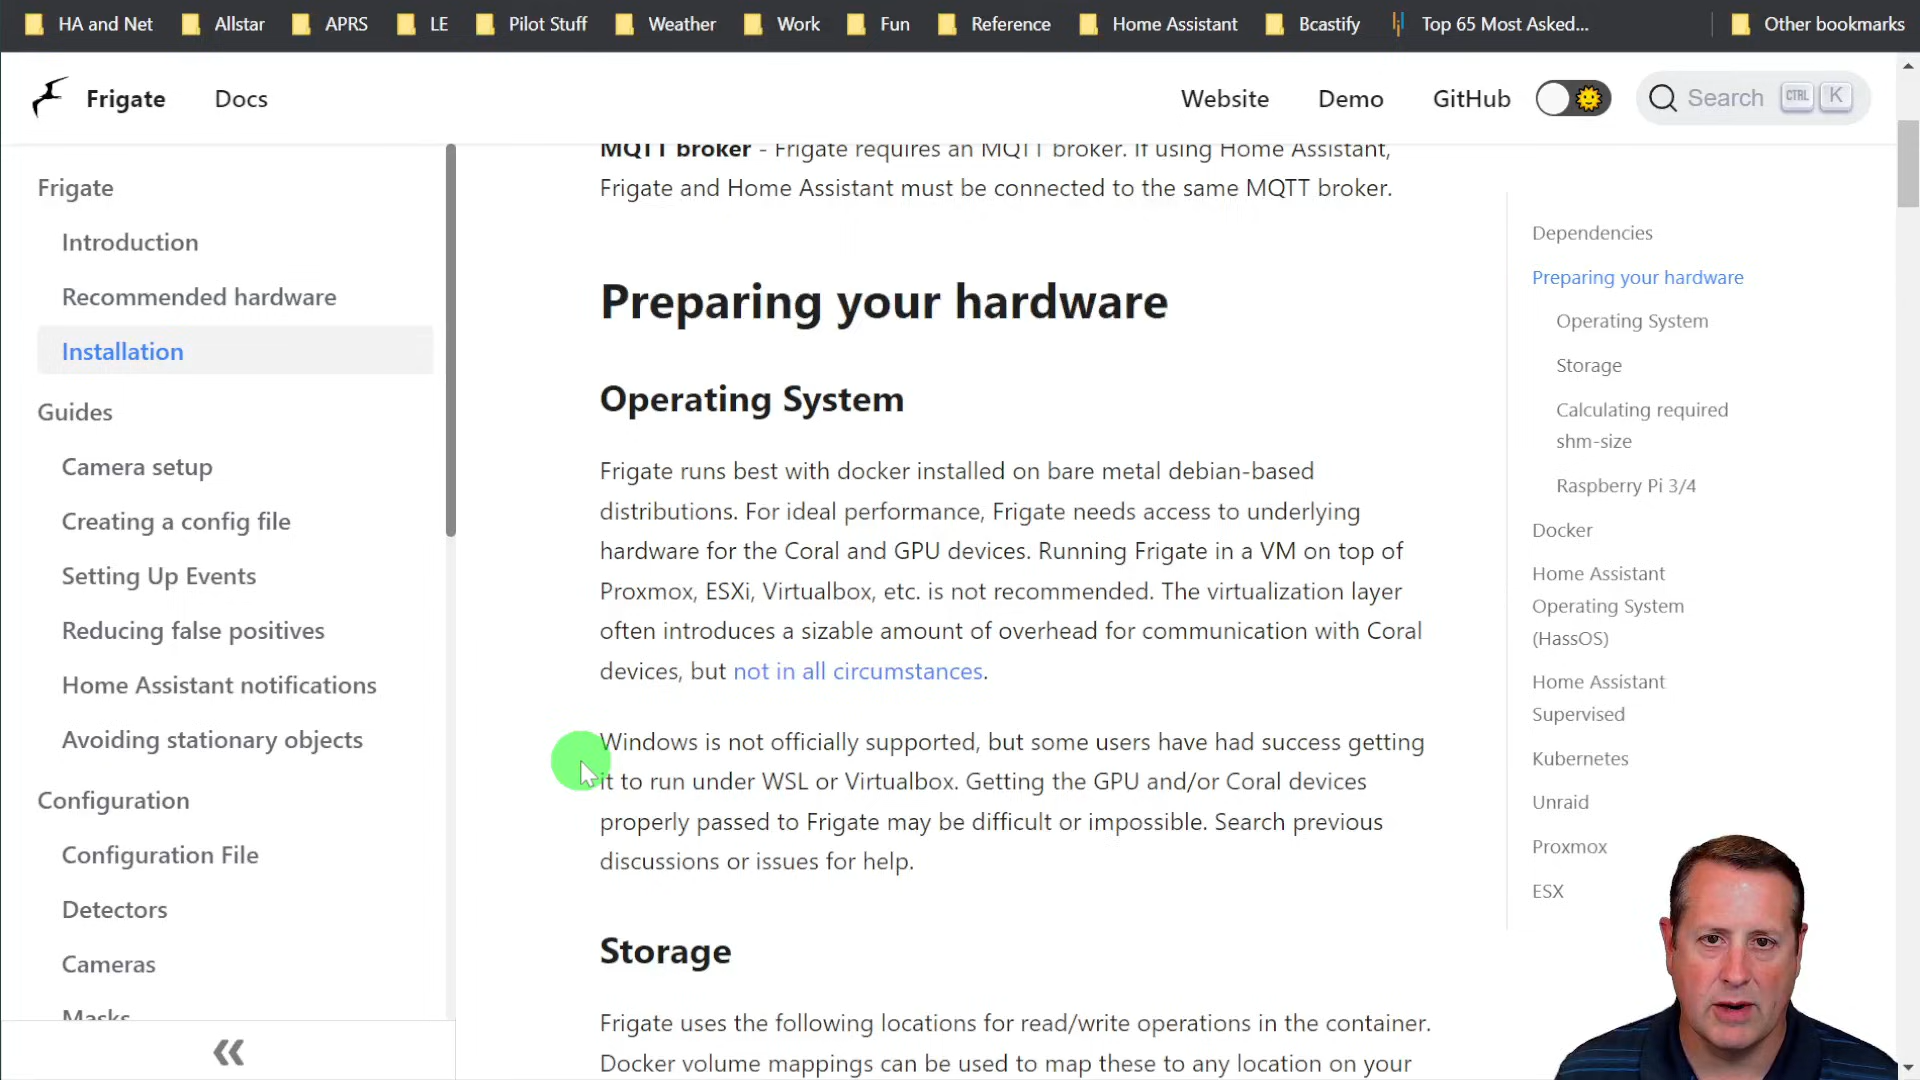 HA and Net
Allstar
APRS
LE
Pilot Stuff
Weather
Work
Fun
Reference
Home Assistant
Bcastify
Top 65 Most Asked...
Other bookmarks
Frigate
Docs
Website
Demo
GitHub
Search
CTRL
K
Frigate
Introduction
Recommended hardware
Installation
Guides
Camera setup
Creating a config file
Setting Up Events
Reducing false positives
Home Assistant notifications
Avoiding stationary objects
Configuration
Configuration File
Detectors
Cameras
Masks
MQTT broker - Frigate requires an MQTT broker. If using Home Assistant,
Frigate and Home Assistant must be connected to the same MQTT broker.
Preparing your hardware
Operating System
Frigate runs best with docker installed on bare metal debian-based
distributions. For ideal performance, Frigate needs access to underlying
hardware for the Coral and GPU devices. Running Frigate in a VM on top of
Proxmox, ESXi, Virtualbox, etc. is not recommended. The virtualization layer
often introduces a sizable amount of overhead for communication with Coral
devices, but not in all circumstances.
Windows is not officially supported, but some users have had success getting
it to run under WSL or Virtualbox. Getting the GPU and/or Coral devices
properly passed to Frigate may be difficult or impossible. Search previous
discussions or issues for help.
Storage
Frigate uses the following locations for read/write operations in the container.
Docker volume mappings can be used to map these to any location on your
Dependencies
Preparing your hardware
Operating System
Storage
Calculating required
shm-size
Raspberry Pi 3/4
Docker
Home Assistant
Operating System
(HassOS)
Home Assistant
Supervised
Kubernetes
Unraid
Proxmox
ESX